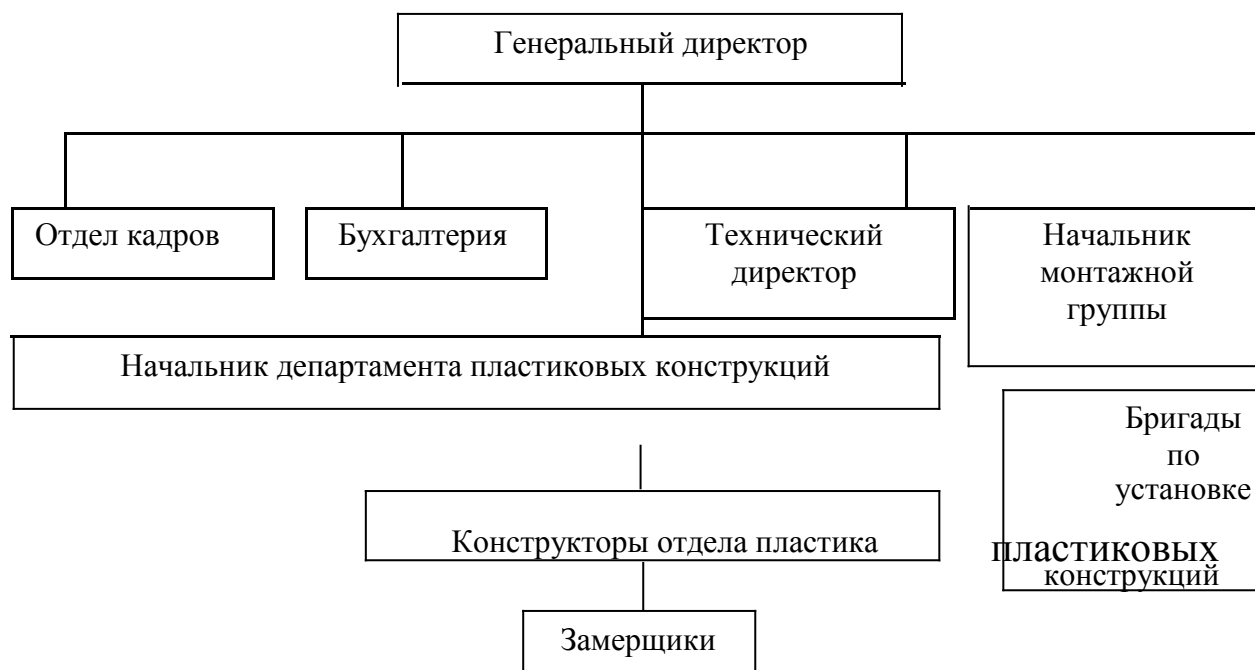 Генеральный директор
Отдел кадров
Бухгалтерия
Технический
директор
Начальник
монтажной
группы
Начальник департамента пластиковых конструкций
Бригады
по
установке
пластиковых
конструкций
Конструкторы отдела пластика
Замерщики